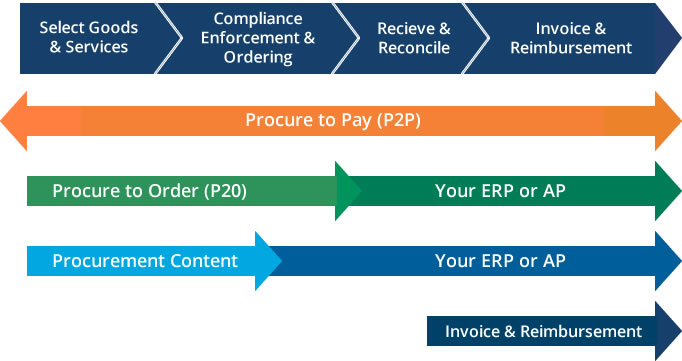 Select Goods
& Services
Compliance
Enforcement &
Ordering
Recieve &
Reconcile
Invoice &
Reimbursement
Procure to Pay (P2P)
Procure to Order (P20)
Your ERP or AP
Procurement Content
Your ERP or AP
Invoice & Reimbursement